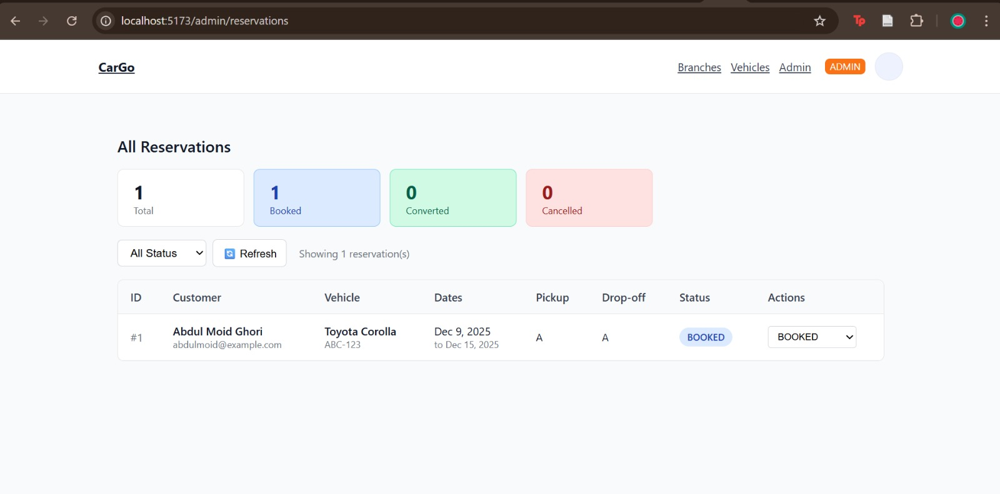 localhost:5173/admin/reservations
CarGo
Branches Vehicles Admin ADMIN
All Reservations
1
Total
1
Booked
0
Converted
0
Cancelled
All Status Refresh Showing 1 reservation(s)
ID Customer Vehicle Dates Pickup Drop-off Status Actions
#1 Abdul Moid Ghori Toyota Corolla Dec 9, 2025 A A BOOKED BOOKED
abdulmoid@example.com ABC-123 to Dec 15, 2025